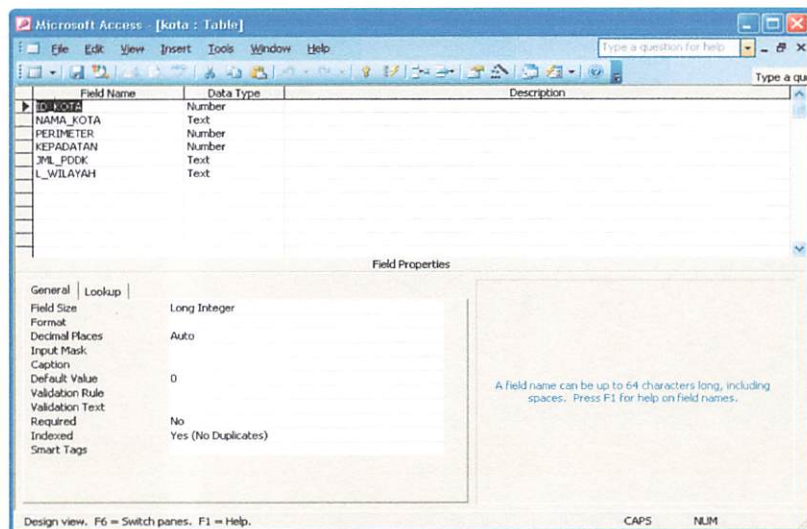 Microsoft Access - [kota : Table]
File Edit View Insert Tools Window Help
Type a question for help
Type a qu
Field Name Data Type Description
ID_KOTA Number
NAMA_KOTA Text
PERIMETER Number
KEPADATAN Number
JML_PDDK Text
L_WILAYAH Text
Field Properties
General Lookup
Field Size Long Integer
Format
Decimal Places Auto
Input Mask
Caption
Default Value 0
Validation Rule
Validation Text
Required No
Indexed Yes (No Duplicates)
Smart Tags
A field name can be up to 64 characters long, including
spaces. Press F1 for help on field names.
Design view. F6 = Switch panes. F1 = Help. CAPS NUM